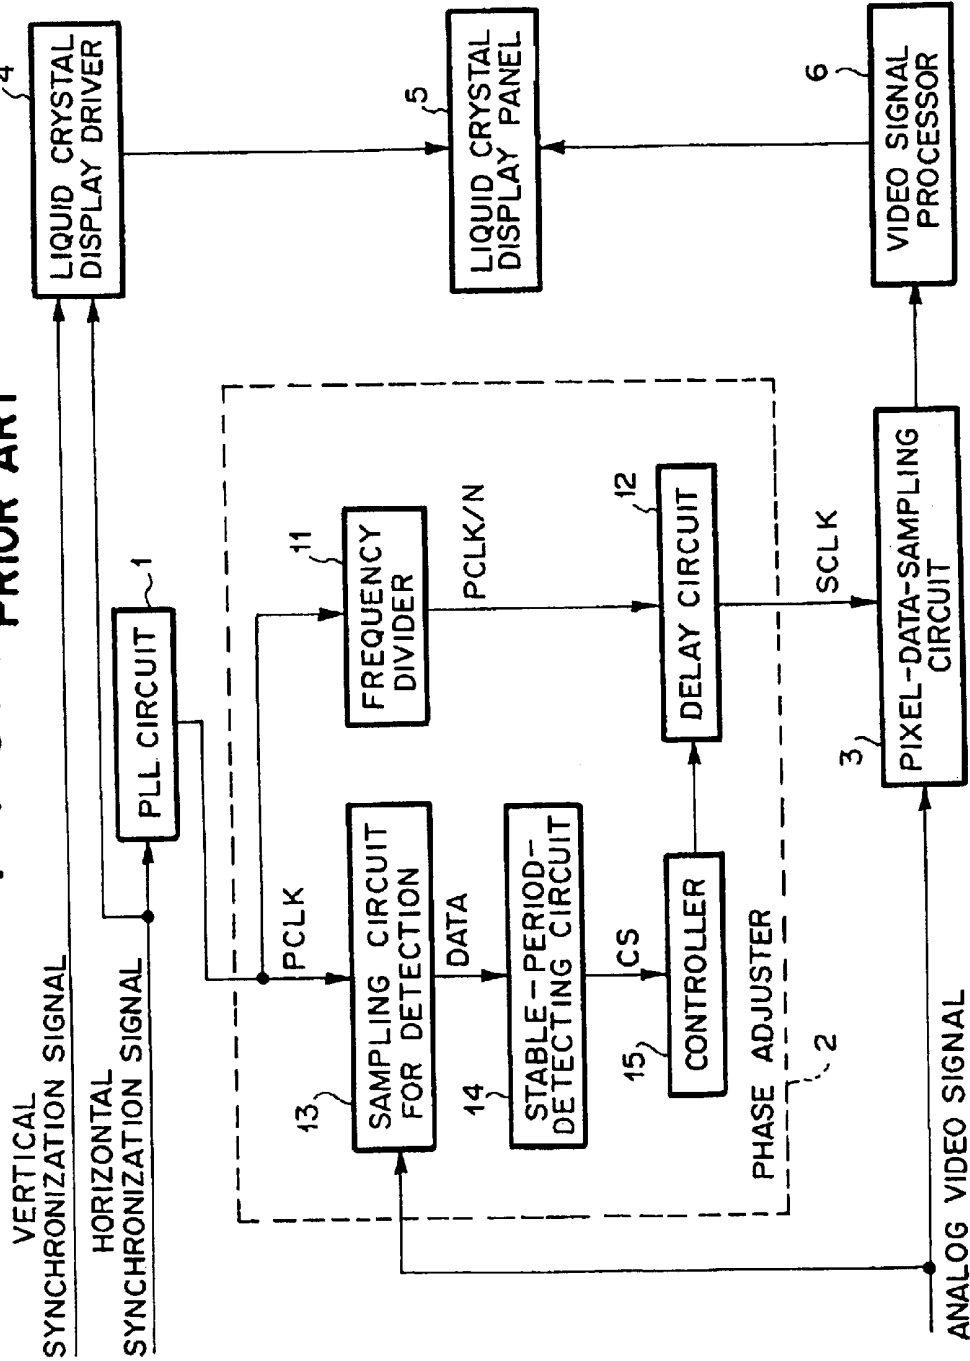 PRIOR ART
VERTICAL
SYNCHRONIZATION SIGNAL
HORIZONTAL
SYNCHRONIZATION SIGNAL
4
LIQUID CRYSTAL
DISPLAY DRIVER
PLL CIRCUIT
1
PCLK
11
FREQUENCY
DIVIDER
PCLK/N
13
SAMPLING CIRCUIT
FOR DETECTION
DATA
14
STABLE-PERIOD-
DETECTING CIRCUIT
CS
15
CONTROLLER
12
DELAY CIRCUIT
PHASE ADJUSTER
2
SCLK
5
LIQUID CRYSTAL
DISPLAY PANEL
3
PIXEL-DATA-SAMPLING
CIRCUIT
6
VIDEO SIGNAL
PROCESSOR
ANALOG VIDEO SIGNAL